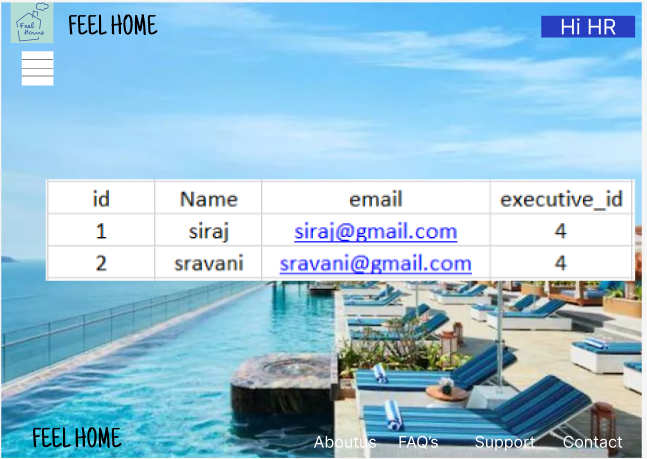 Feel
Home
FEEL HOME
Hi HR
id Name email executive_id
1 siraj siraj@gmail.com 4
2 sravani sravani@gmail.com 4
FEEL HOME
Aboutus FAQ's Support Contact